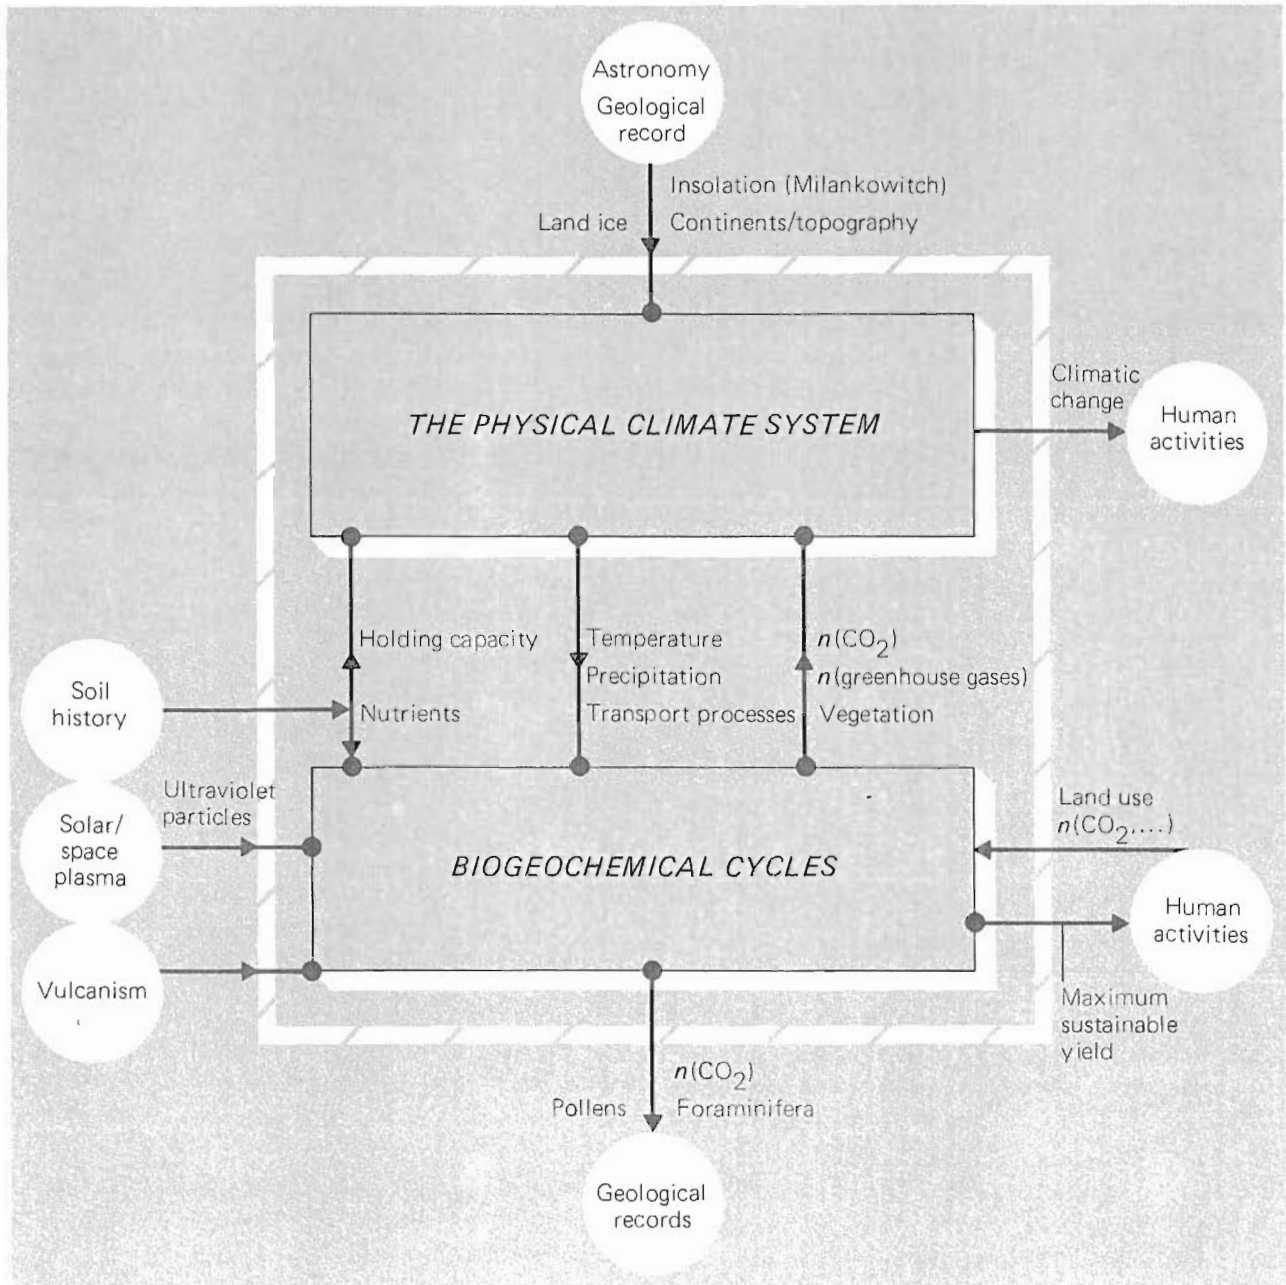 Astronomy
Geological
record
Insolation (Milankowitch)
Land ice
Continents/topography
THE PHYSICAL CLIMATE SYSTEM
Climatic
change
Human
activities
Holding capacity
Nutrients
Temperature
Precipitation
Transport processes
n(CO₂)
n(greenhouse gases)
Vegetation
Soil
history
Ultraviolet
particles
Solar/
space
plasma
Vulcanism
BIOGEOCHEMICAL CYCLES
Land use
n(CO₂....)
Human
activities
Maximum
sustainable
yield
n(CO₂)
Pollens
Foraminifera
Geological
records